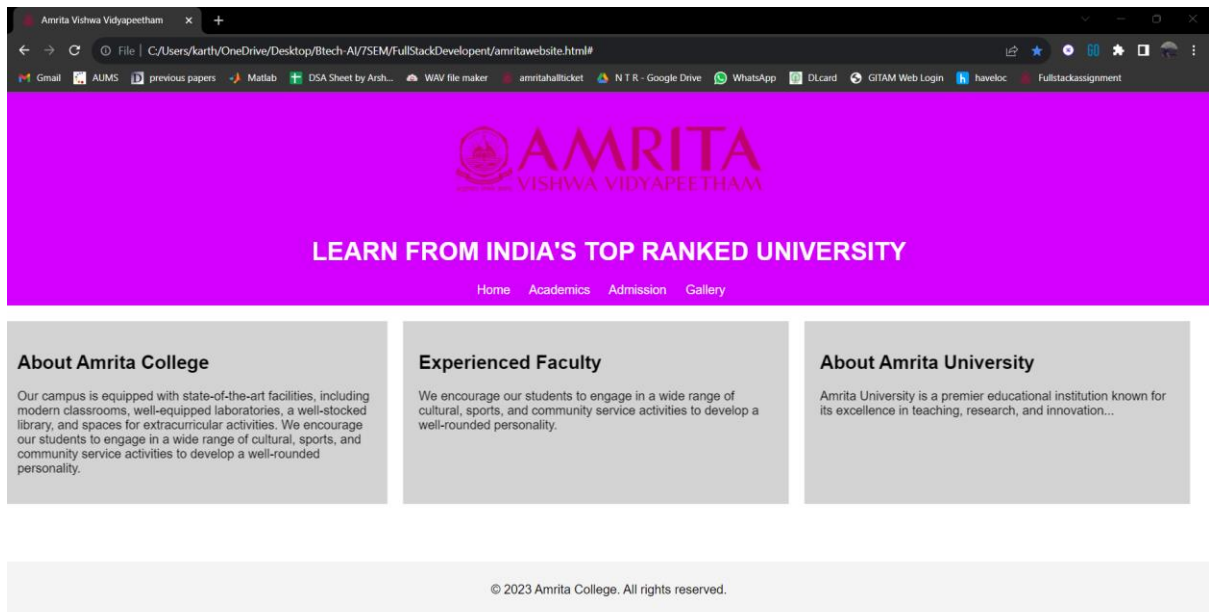 Amrita Vishwa Vidyapeetham
File | C:/Users/karth/OneDrive/Desktop/Btech-AI/7SEM/FullStackDevelopent/amritawebsite.html#
Gmail AUMS previous papers Matlab DSA Sheet by Arsh... WAV file maker amritahallticket N T R - Google Drive WhatsApp DLcard GITAM Web Login haveloc Fullstackassignment
AMRITA
VISHWA VIDYAPEETHAM
LEARN FROM INDIA'S TOP RANKED UNIVERSITY
Home Academics Admission Gallery
About Amrita College
Our campus is equipped with state-of-the-art facilities, including
modern classrooms, well-equipped laboratories, a well-stocked
library, and spaces for extracurricular activities. We encourage
our students to engage in a wide range of cultural, sports, and
community service activities to develop a well-rounded
personality.
Experienced Faculty
We encourage our students to engage in a wide range of
cultural, sports, and community service activities to develop a
well-rounded personality.
About Amrita University
Amrita University is a premier educational institution known for
its excellence in teaching, research, and innovation...
© 2023 Amrita College. All rights reserved.